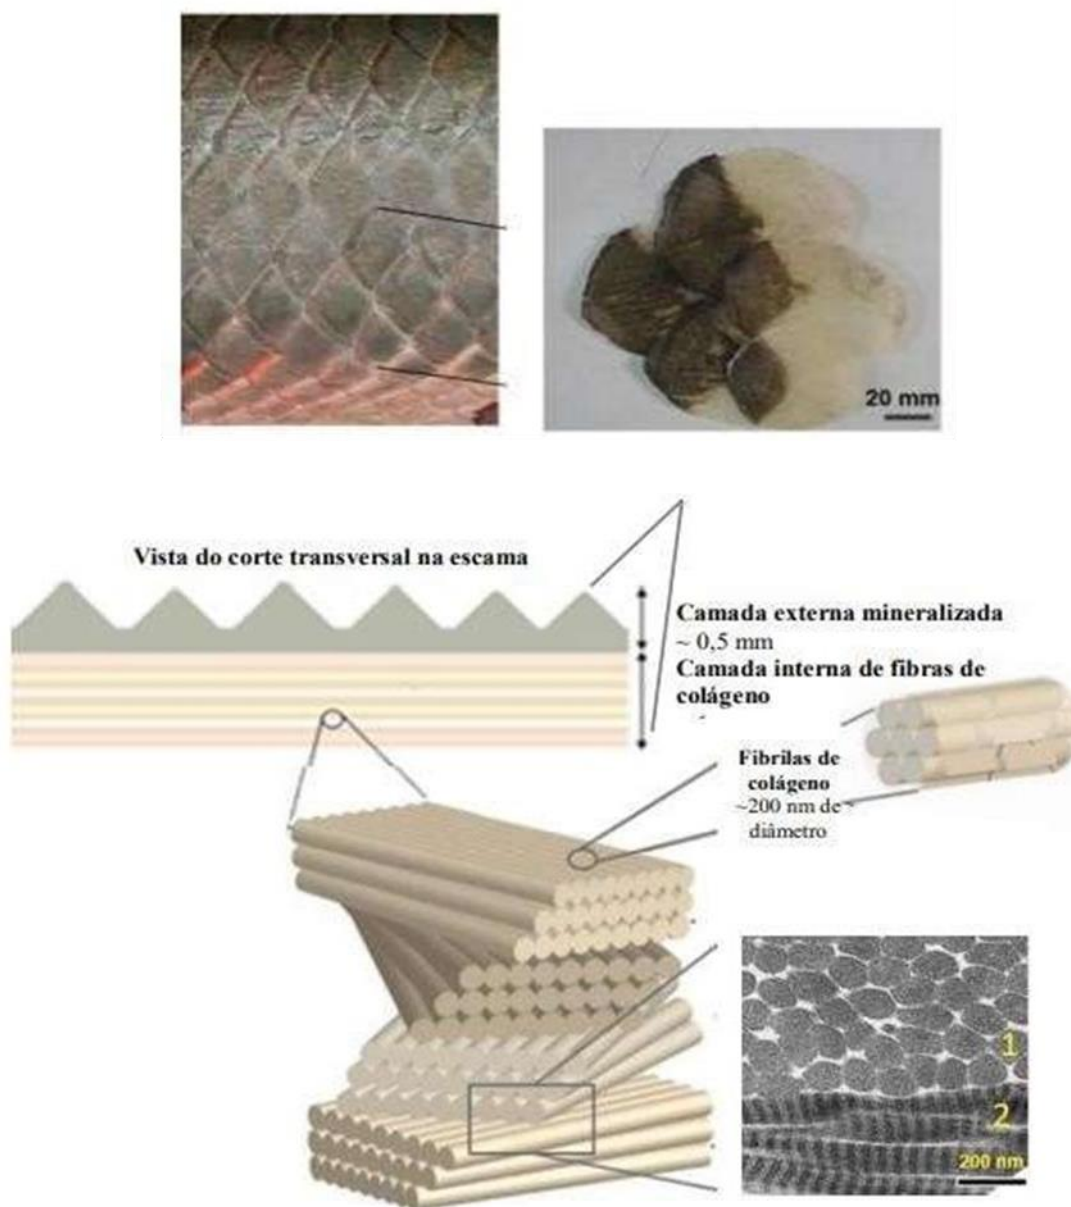 20 mm
Vista do corte transversal na escama
Camada externa mineralizada
~ 0,5 mm
Camada interna de fibras de
colágeno
Fibrilas de
colágeno
~200 nm de ~
diâmetro
1
2
200 nm